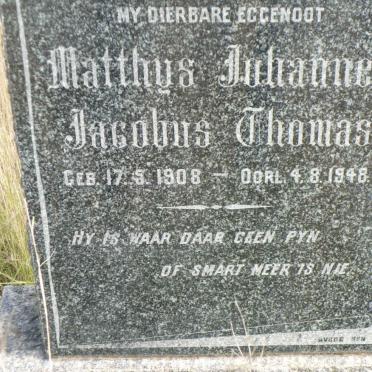 MY DIERBARE EGGENOOT
Matthys Johannes
Jacobus Thomas
GEB. 17.5.1908 — OORL. 4.8.1948
HY IS WAAR DAAR GEEN PYN
OF SMART MEER IS NIE.